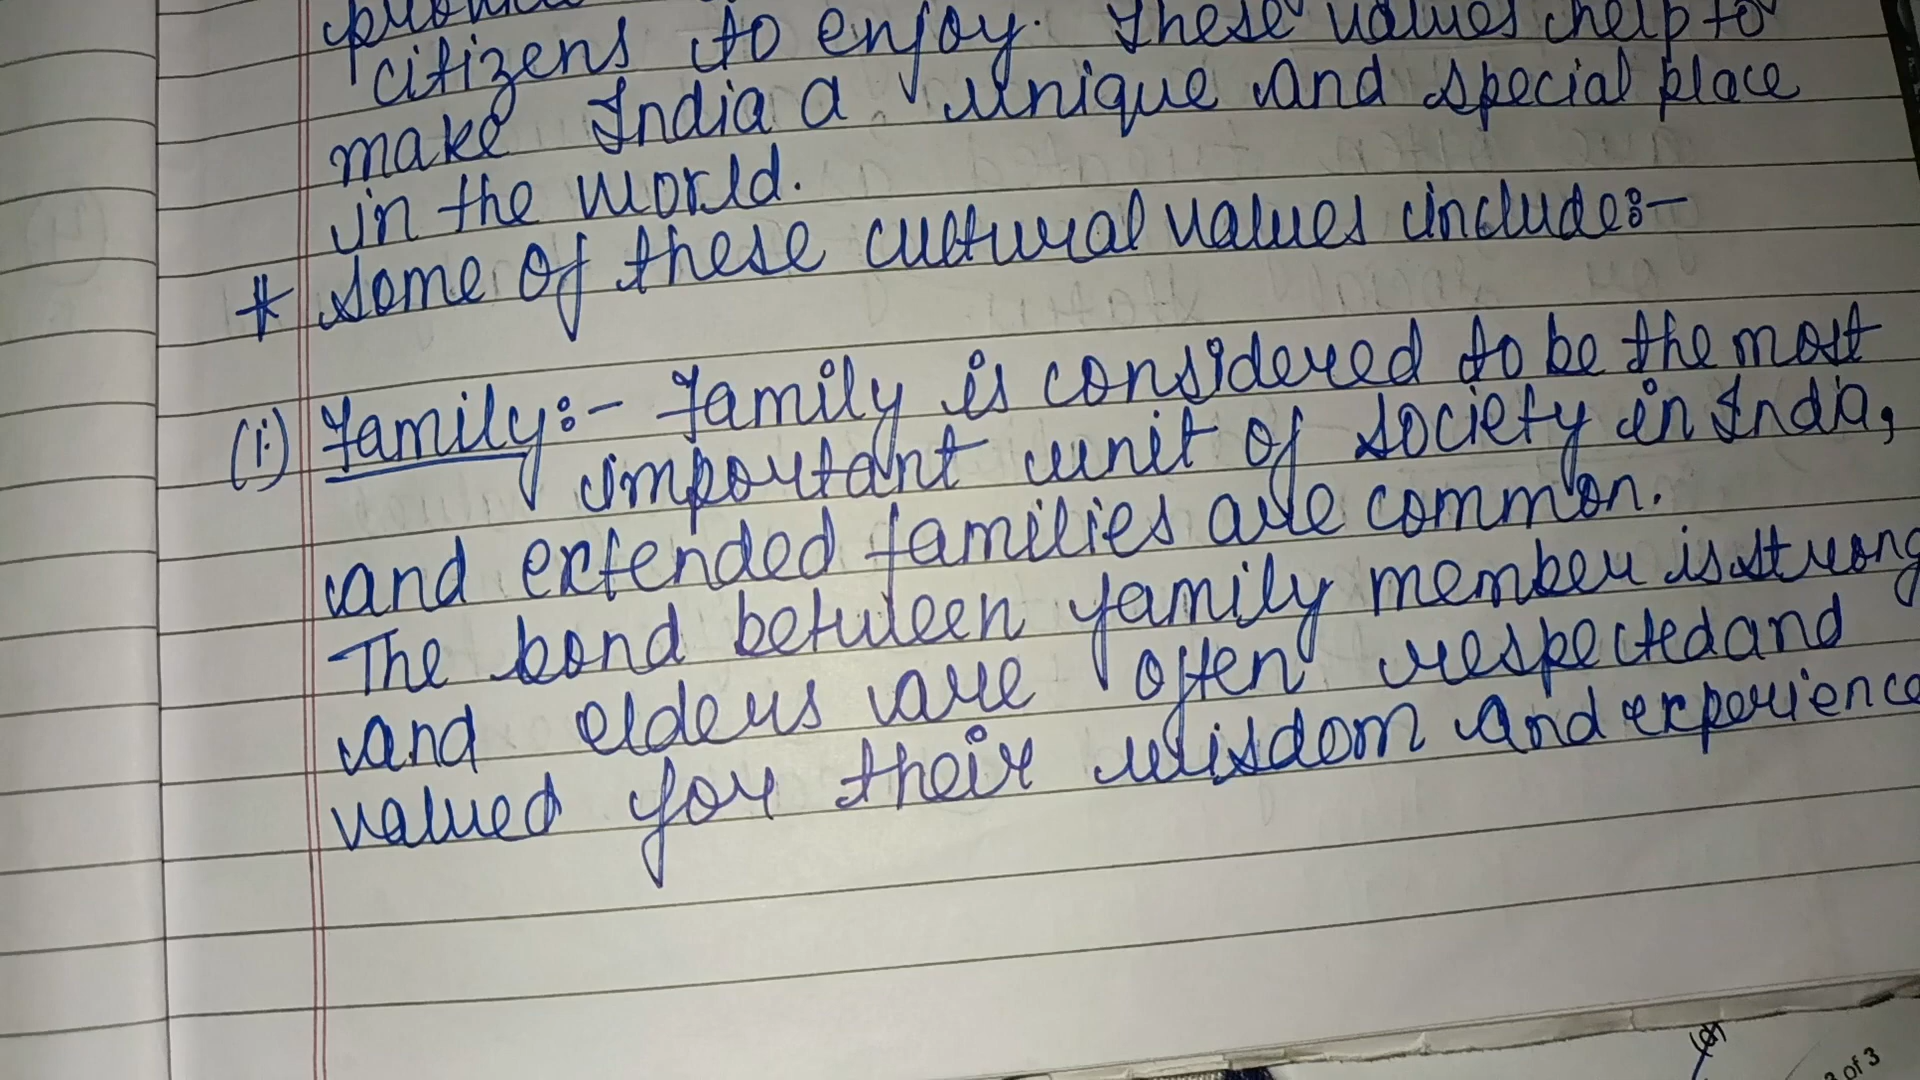 citizens to enjoy. These values help to
make India a unique and special place
in the world.
* Some of these cultural values include:-
(i) Family:- Family is considered to be the most
important unit of society in India,
and extended families are common.
The bond between family member is strong
and elders are often respected and
valued for their wisdom and experience
of 3